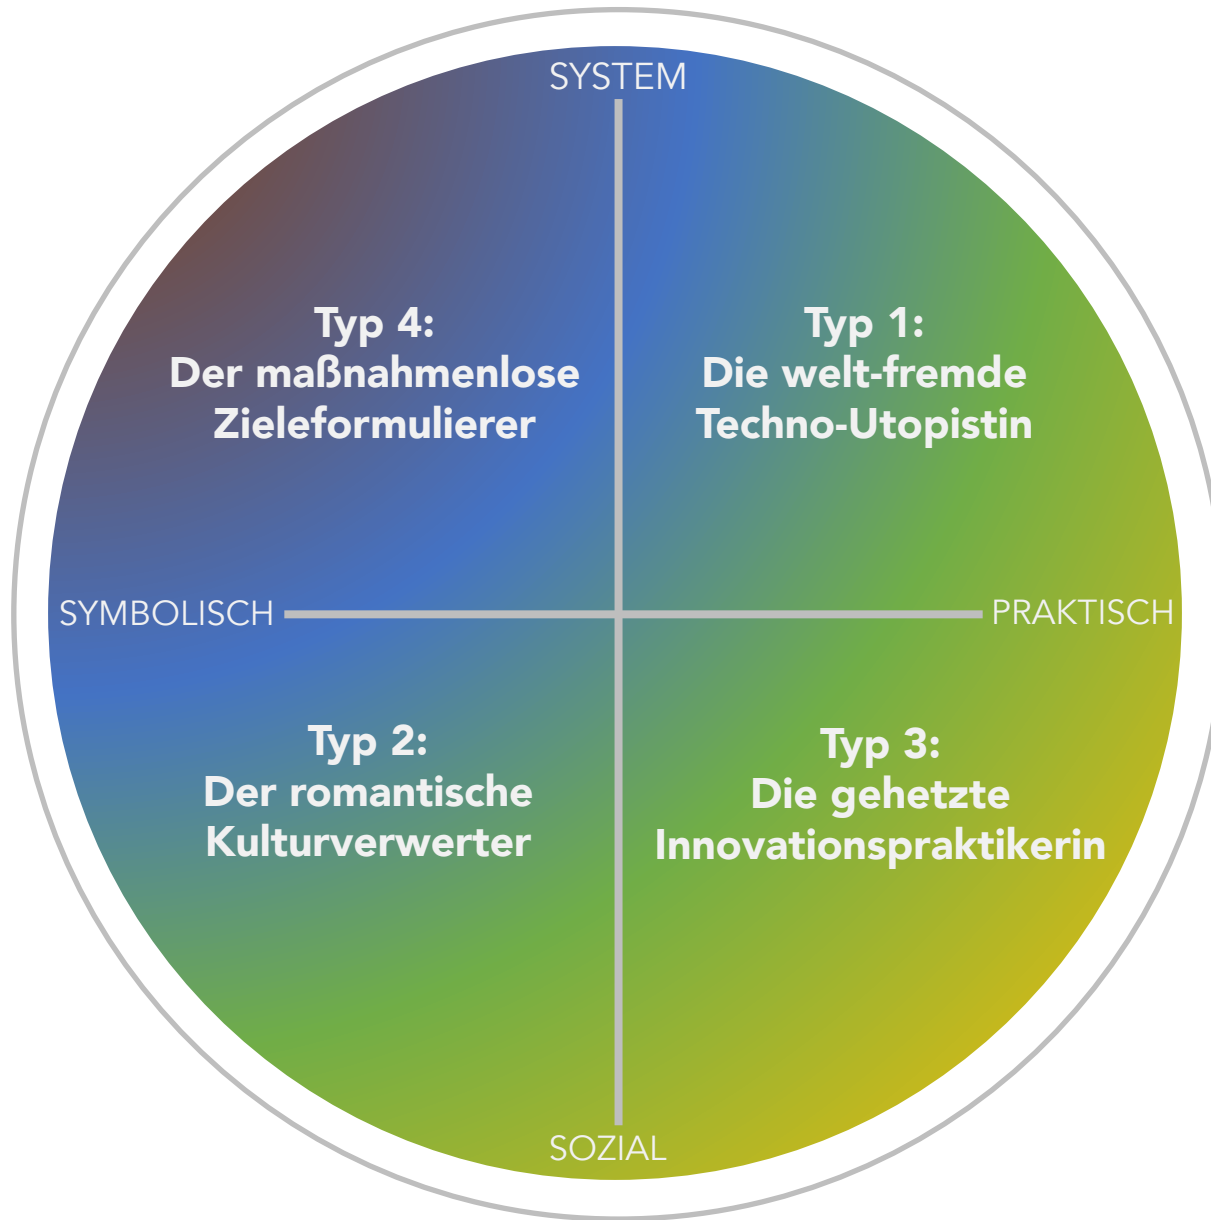 SYSTEM
Typ 4:
Der maßnahmenlose
Zieleformulierer
Typ 1:
Die welt-fremde
Techno-Utopistin
SYMBOLISCH
PRAKTISCH
Typ 2:
Der romantische
Kulturverwerter
Typ 3:
Die gehetzte
Innovationspraktikerin
SOZIAL